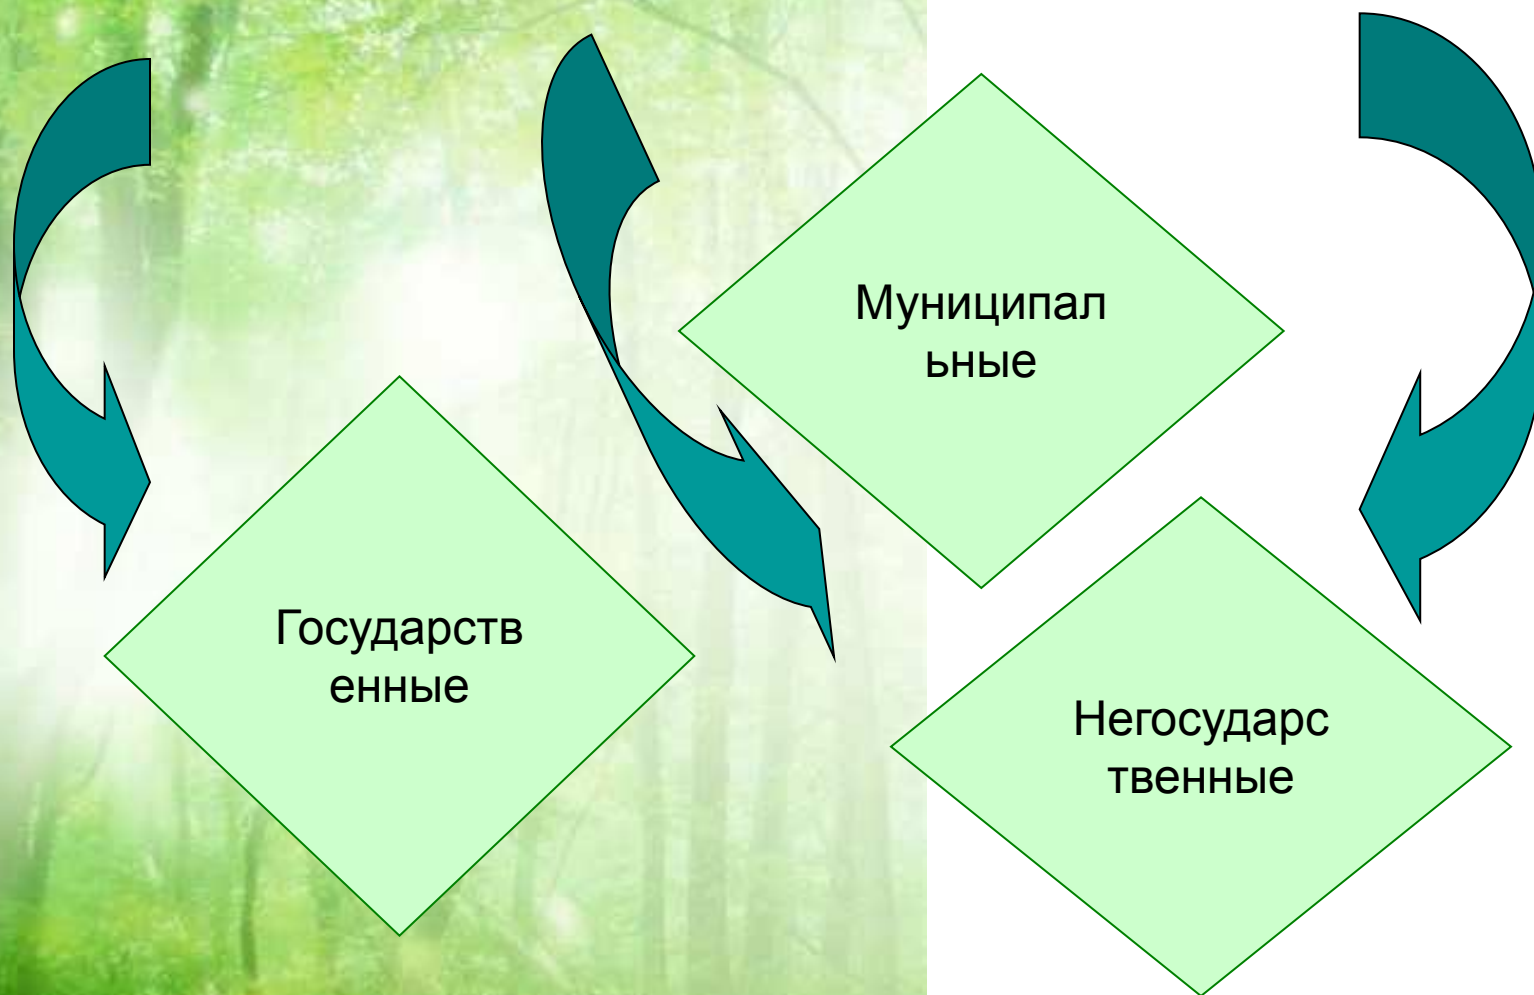 Муниципал
ьные
Государств
енные
Негосударс
твенные